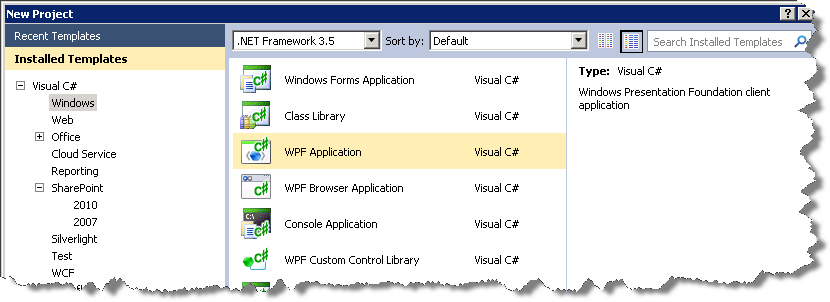 New Project
Recent Templates
Installed Templates
Visual C#
Windows
Web
Office
Cloud Service
Reporting
SharePoint
2010
2007
Silverlight
Test
WCF
.NET Framework 3.5
Sort by:
Default
Search Installed Templates
Windows Forms Application Visual C#
Class Library Visual C#
WPF Application Visual C#
WPF Browser Application Visual C#
Console Application Visual C#
WPF Custom Control Library Visual C#
Type: Visual C#
Windows Presentation Foundation client
application